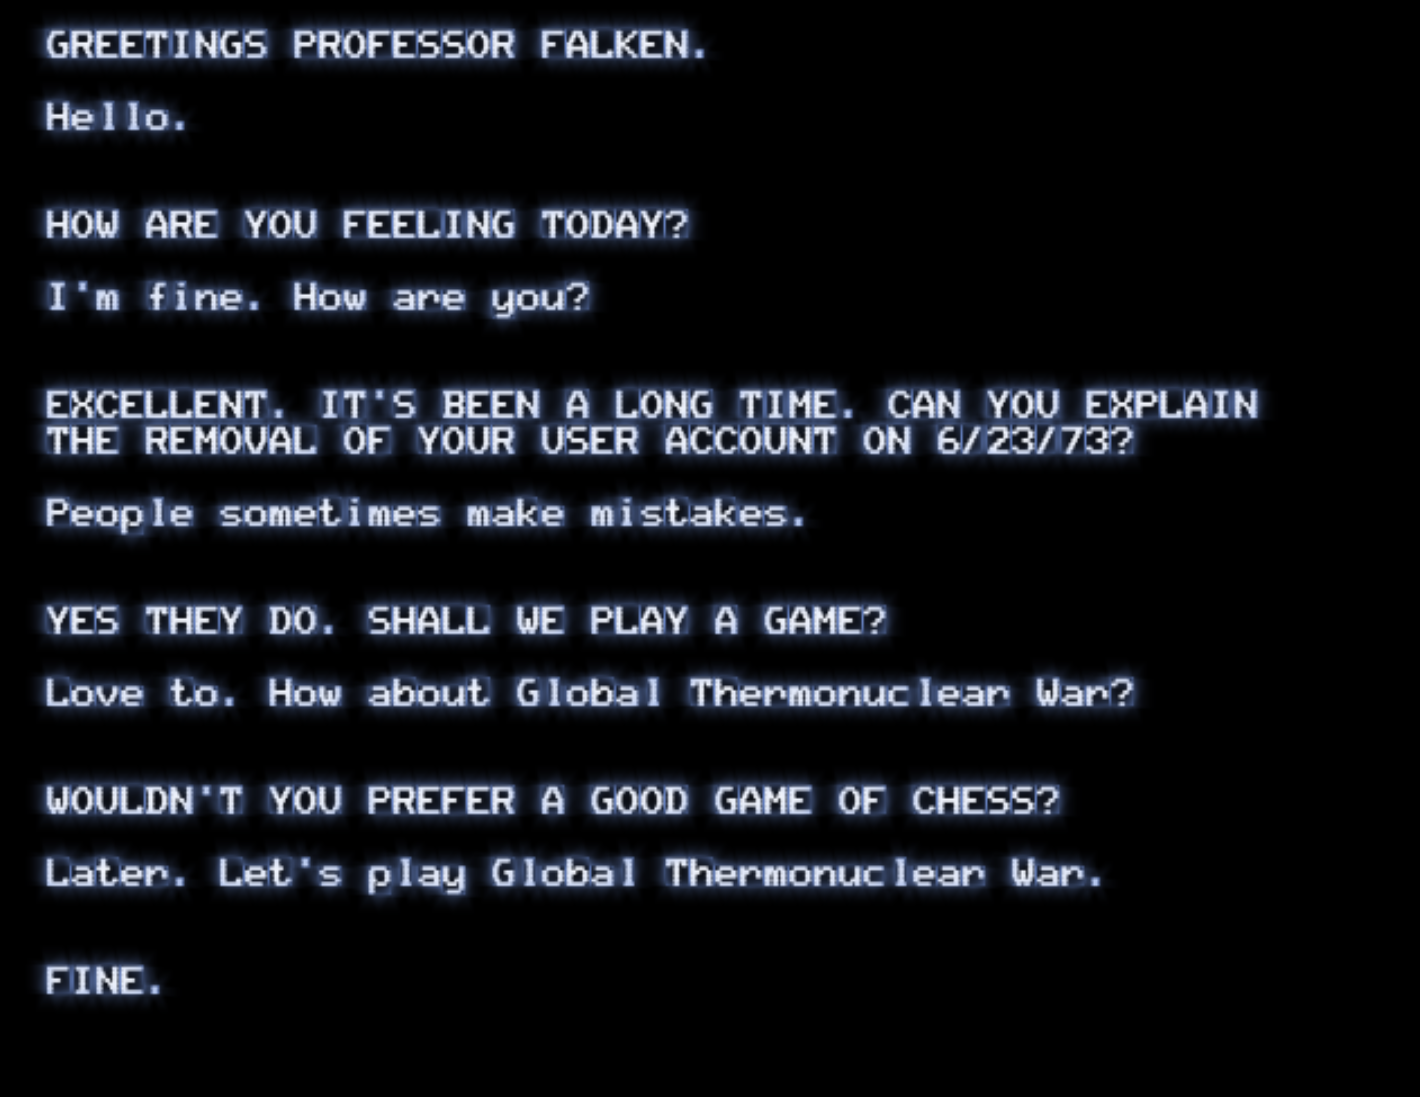 GREETINGS PROFESSOR FALKEN.
Hello.
HOW ARE YOU FEELING TODAY?
I'm fine. How are you?
EXCELLENT. IT'S BEEN A LONG TIME. CAN YOU EXPLAIN
THE REMOVAL OF YOUR USER ACCOUNT ON 6/23/73?
People sometimes make mistakes.
YES THEY DO. SHALL WE PLAY A GAME?
Love to. How about Global Thermonuclear War?
WOULDN'T YOU PREFER A GOOD GAME OF CHESS?
Later. Let's play Global Thermonuclear War.
FINE.